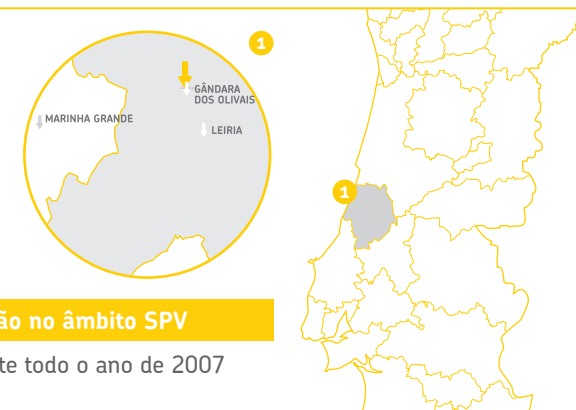 1
GÂNDARA
DOS OLIVAIS
MARINHA GRANDE
LEIRIA
1
ão no âmbito SPV
te todo o ano de 2007